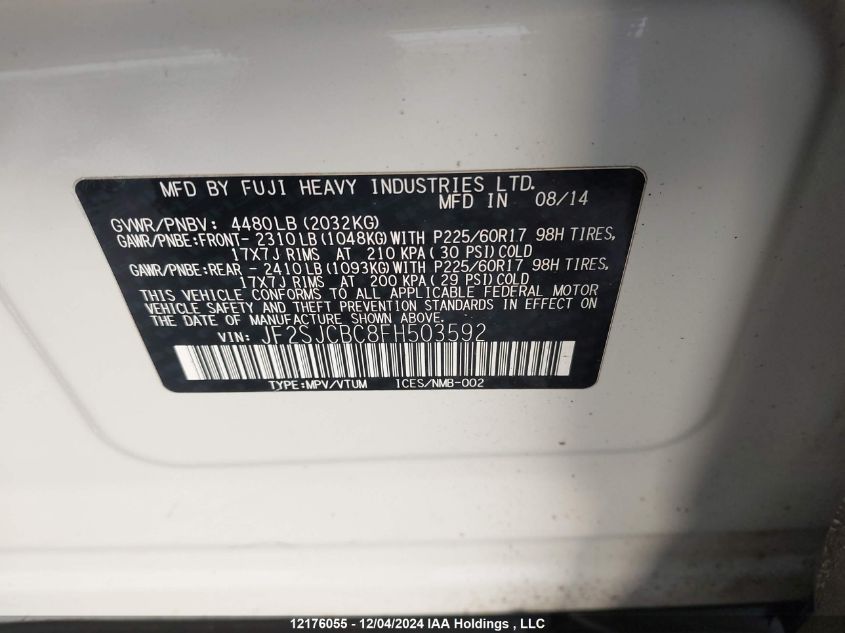 MFD BY FUJI HEAVY INDUSTRIES LTD.
MFD IN 08/14
GVWR/PNBV: 4480LB (2032KG)
GAWR/PNBE:FRONT- 2310LB (1048KG) WITH P225/60R17 98H TIRES,
17X7J RIMS AT 210 KPA ( 30 PSI) COLD
GAWR/PNBE:REAR - 2410LB (1093KG) WITH P225/60R17 98H TIRES,
17X7J RIMS AT 200 KPA ( 29 PSI) COLD
THIS VEHICLE CONFORMS TO ALL APPLICABLE FEDERAL MOTOR
VEHICLE SAFETY AND THEFT PREVENTION STANDARDS IN EFFECT ON
THE DATE OF MANUFACTURE SHOWN ABOVE.
VIN: JF2SJCBC8FH503592
TYPE:MPV/VTUM ICES/NMB-002
12176055 - 12/04/2024 IAA Holdings , LLC